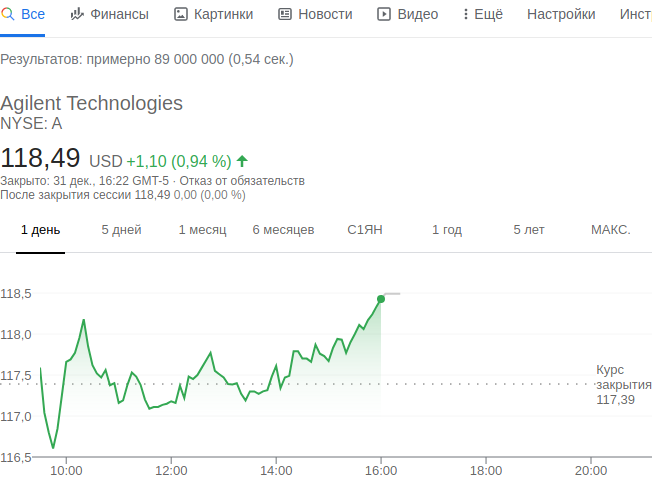 Все Финансы Картинки Новости Видео Ещё Настройки Инст
Результатов: примерно 89 000 000 (0,54 сек.)
Agilent Technologies
NYSE: A
118,49 USD +1,10 (0,94 %)
Закрыто: 31 дек., 16:22 GMT-5 · Отказ от обязательств
После закрытия сессии 118,49 0,00 (0,00 %)
1 день 5 дней 1 месяц 6 месяцев С1ЯН 1 год 5 лет МАКС.
118,5
118,0
117,5
117,0
116,5
Курс
закрытия
117,39
10:00 12:00 14:00 16:00 18:00 20:00